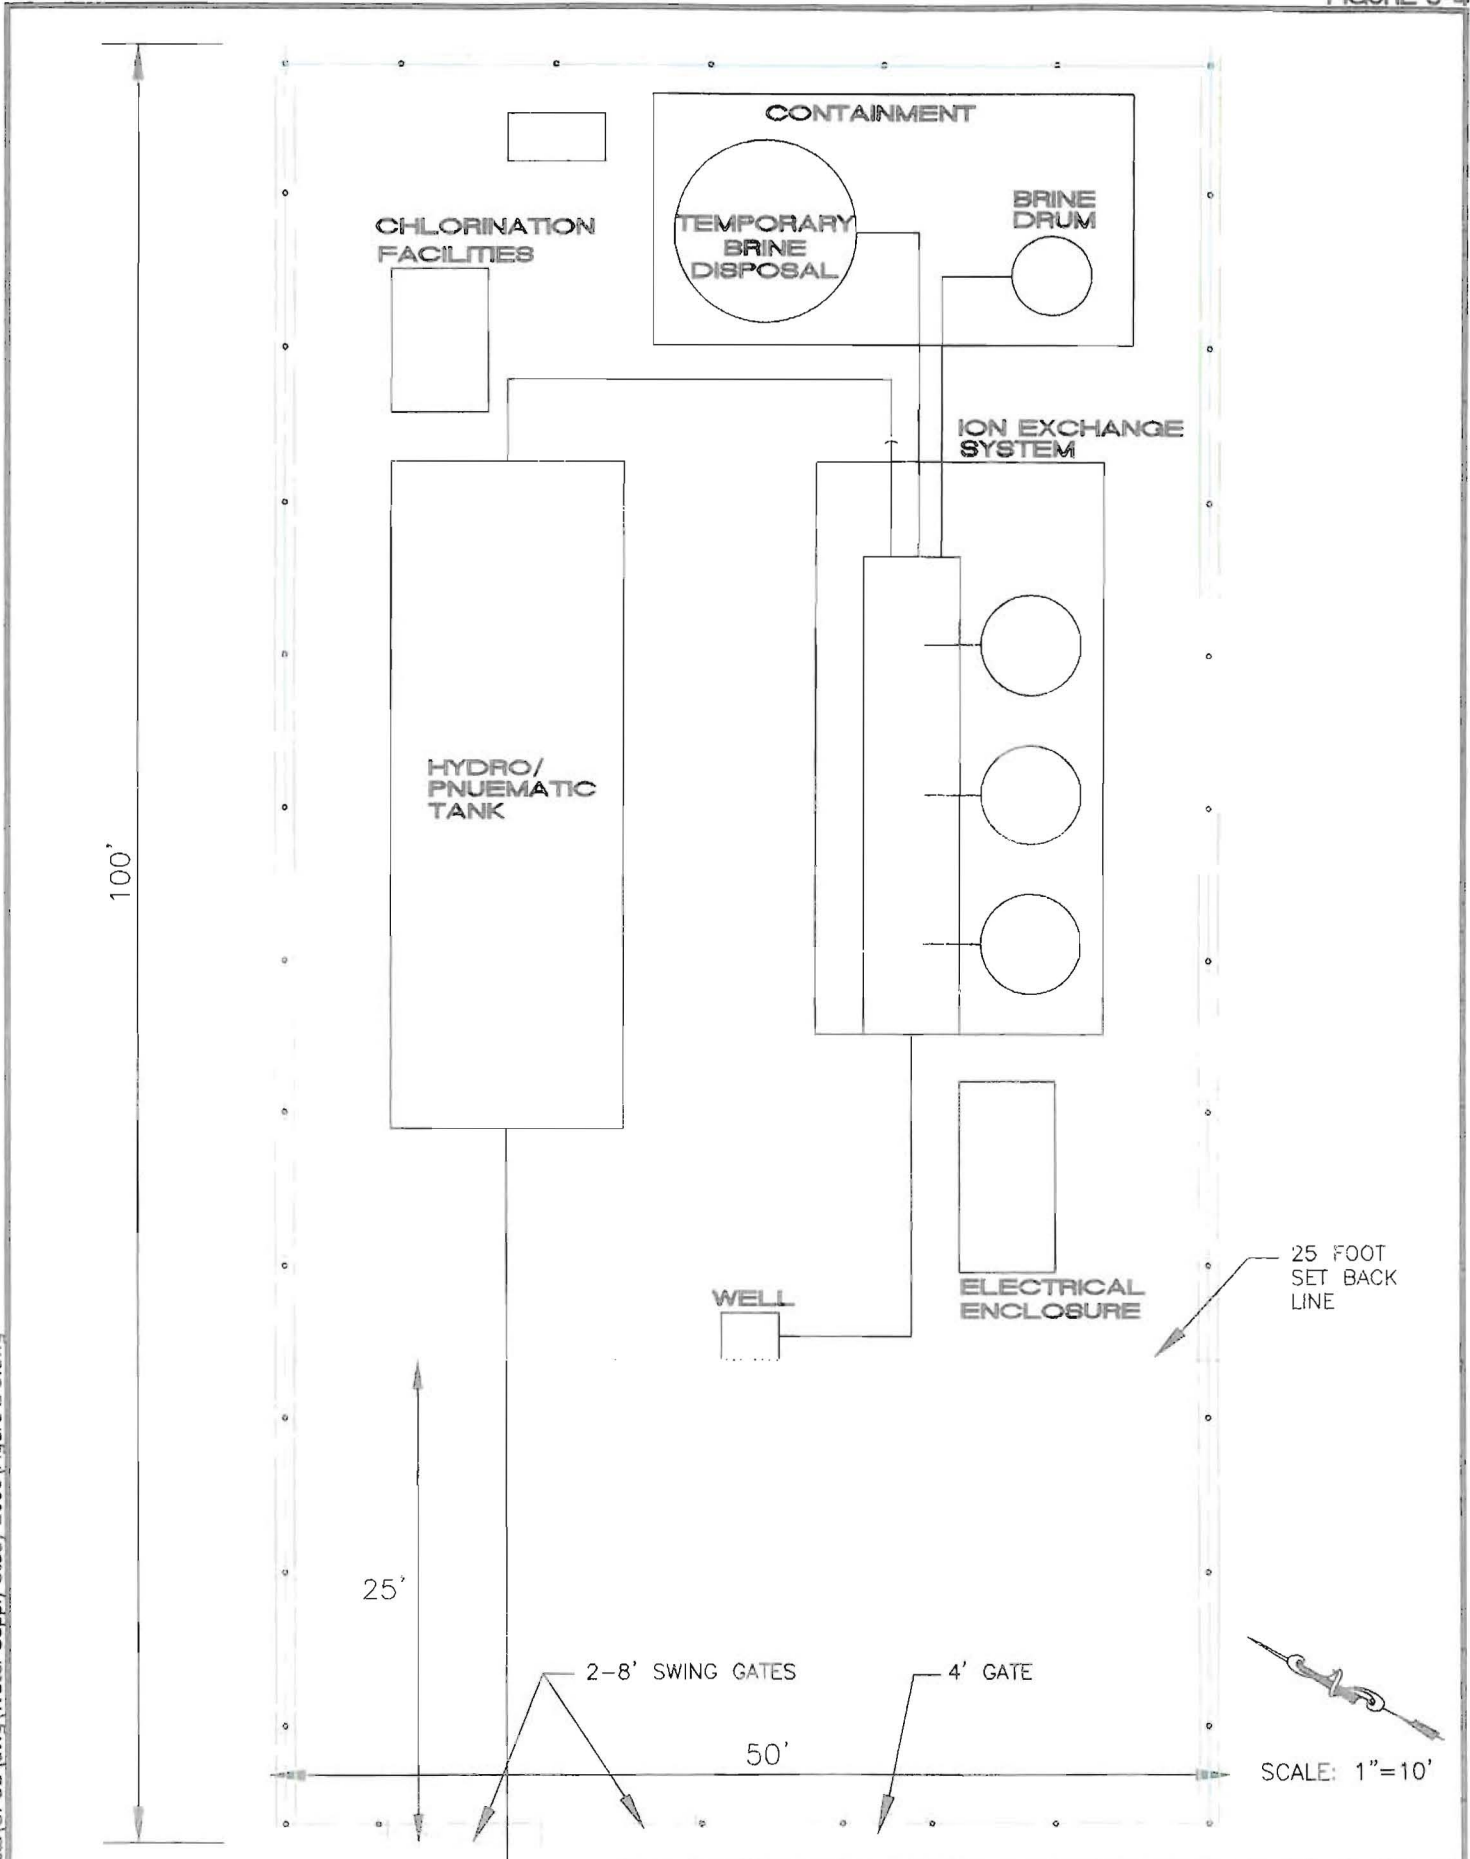 CONTAINMENT
CHLORINATION
FACILITIES
TEMPORARY
BRINE
DISPOSAL
BRINE
DRUM
ION EXCHANGE
SYSTEM
HYDRO/
PNUEMATIC
TANK
100'
WELL
ELECTRICAL
ENCLOSURE
25 FOOT
SET BACK
LINE
25'
2-8' SWING GATES
4' GATE
50'
SCALE: 1"=10'